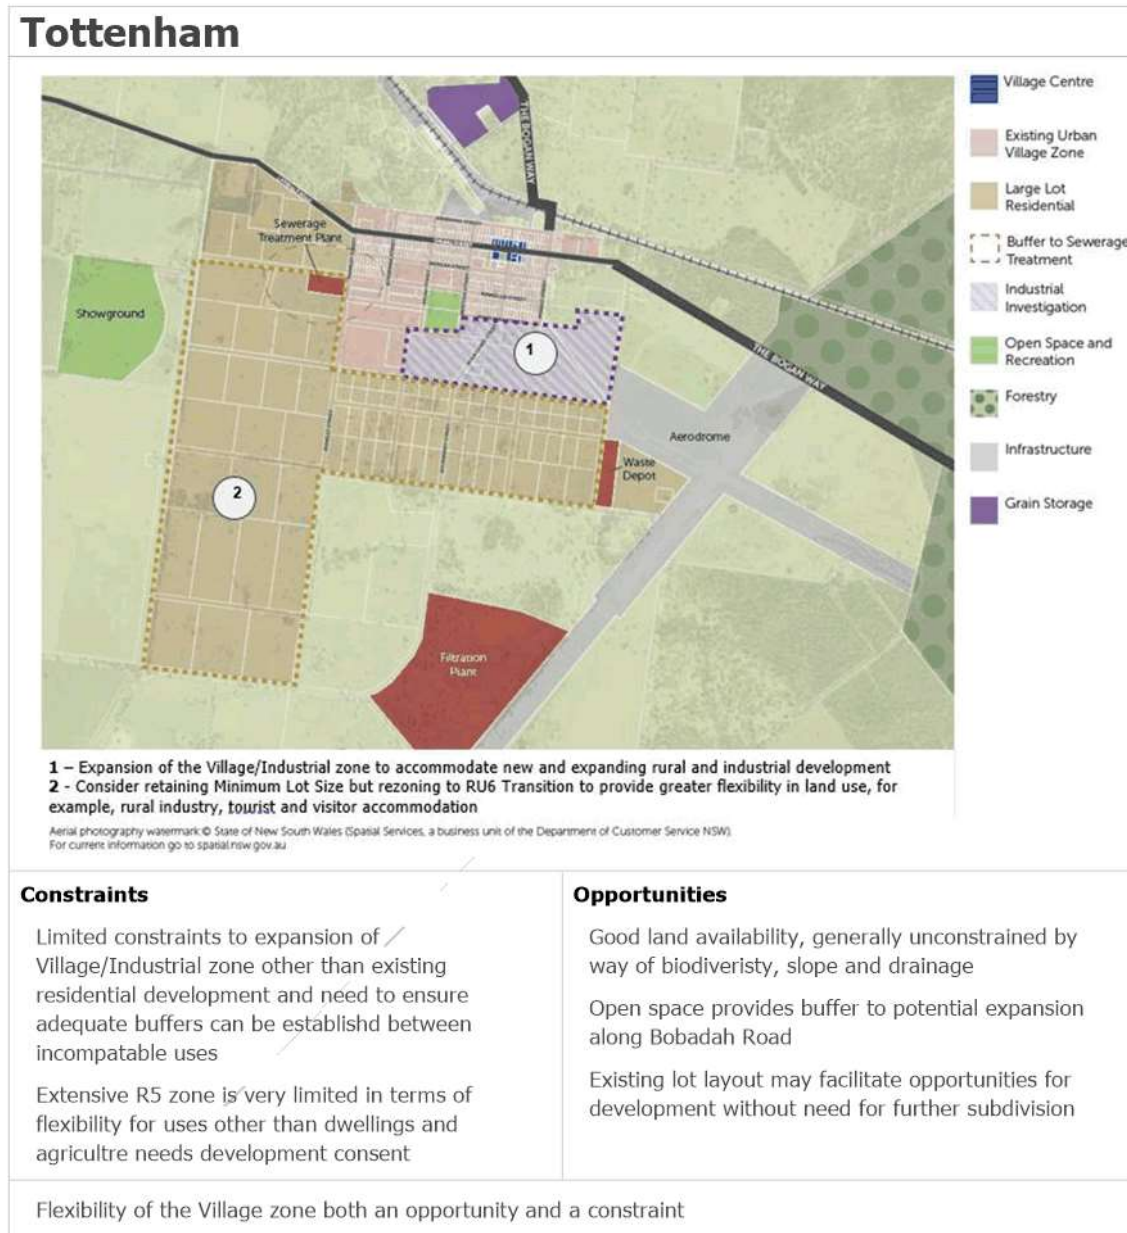 Tottenham
THE BOGAN WAY
Sewerage
Treatment Plant
Showground
1
THE BOGAN WAY
Aerodrome
Waste
Depot
2
Filtration
Plant
Village Centre
Existing Urban
Village Zone
Large Lot
Residential
Buffer to Sewerage
Treatment
Industrial
Investigation
Open Space and
Recreation
Forestry
Infrastructure
Grain Storage
1 – Expansion of the Village/Industrial zone to accommodate new and expanding rural and industrial development
2 - Consider retaining Minimum Lot Size but rezoning to RU6 Transition to provide greater flexibility in land use, for
example, rural industry, tourist and visitor accommodation
Aerial photography watermark © State of New South Wales (Spatial Services, a business unit of the Department of Customer Service NSW).
For current information go to spatial.nsw.gov.au
Constraints
Limited constraints to expansion of
Village/Industrial zone other than existing
residential development and need to ensure
adequate buffers can be establishd between
incompatable uses
Extensive R5 zone is very limited in terms of
flexibility for uses other than dwellings and
agricultre needs development consent
Opportunities
Good land availability, generally unconstrained by
way of biodiveristy, slope and drainage
Open space provides buffer to potential expansion
along Bobadah Road
Existing lot layout may facilitate opportunities for
development without need for further subdivision
Flexibility of the Village zone both an opportunity and a constraint